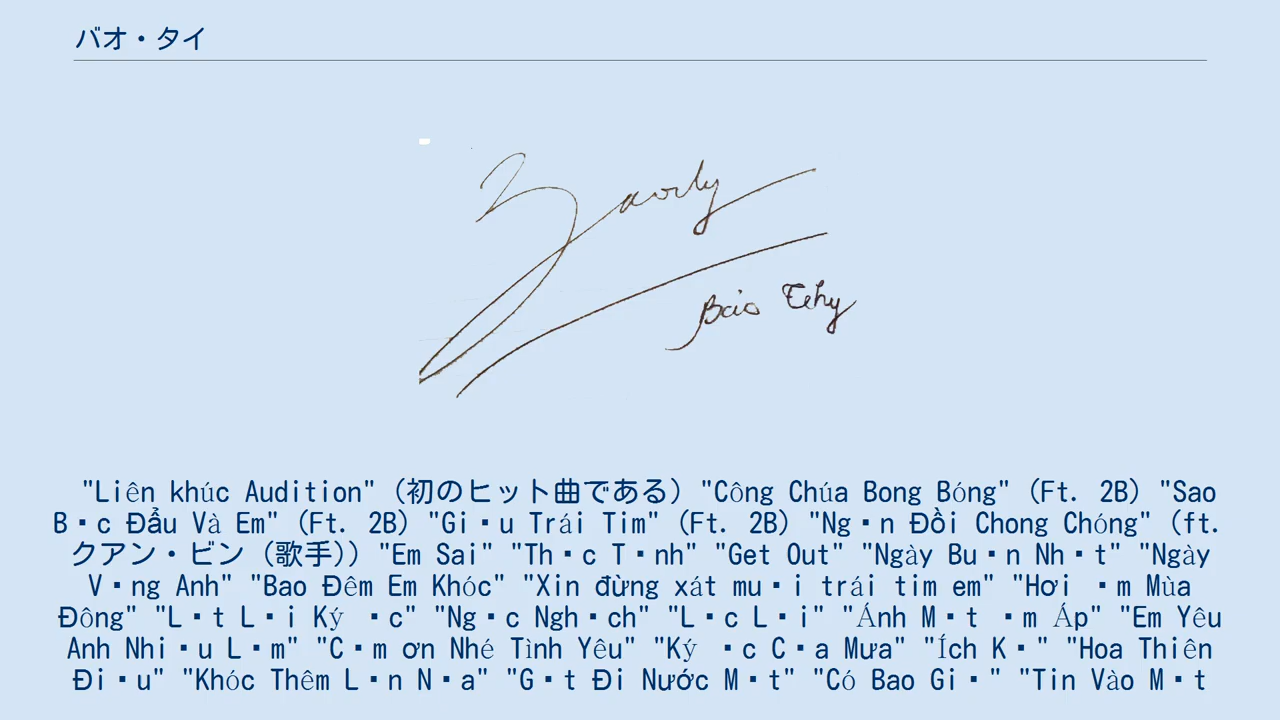 バオ・タイ
Bảo Thy
"Liên khúc Audition" (初のヒット曲である) "Công Chúa Bong Bóng" (Ft. 2B) "Sao
B▪c Đẩu Và Em" (Ft. 2B) "Gi▪u Trái Tim" (Ft. 2B) "Ng▪n Đồi Chong Chóng" (ft.
クアン・ビン (歌手)) "Em Sai" "Th▪c T▪nh" "Get Out" "Ngày Bu▪n Nh▪t" "Ngày
V▪ng Anh" "Bao Đêm Em Khóc" "Xin đừng xát mu▪i trái tim em" "Hơi ▪m Mùa
Đông" "L▪t L▪i Ký ▪c" "Ng▪c Ngh▪ch" "L▪c L▪i" "Ánh M▪t ▪m Áp" "Em Yêu
Anh Nhi▪u L▪m" "C▪m ơn Nhé Tình Yêu" "Ký ▪c C▪a Mưa" "Ích K▪" "Hoa Thiên
Đi▪u" "Khóc Thêm L▪n N▪a" "G▪t Đi Nước M▪t" "Có Bao Gi▪" "Tin Vào M▪t